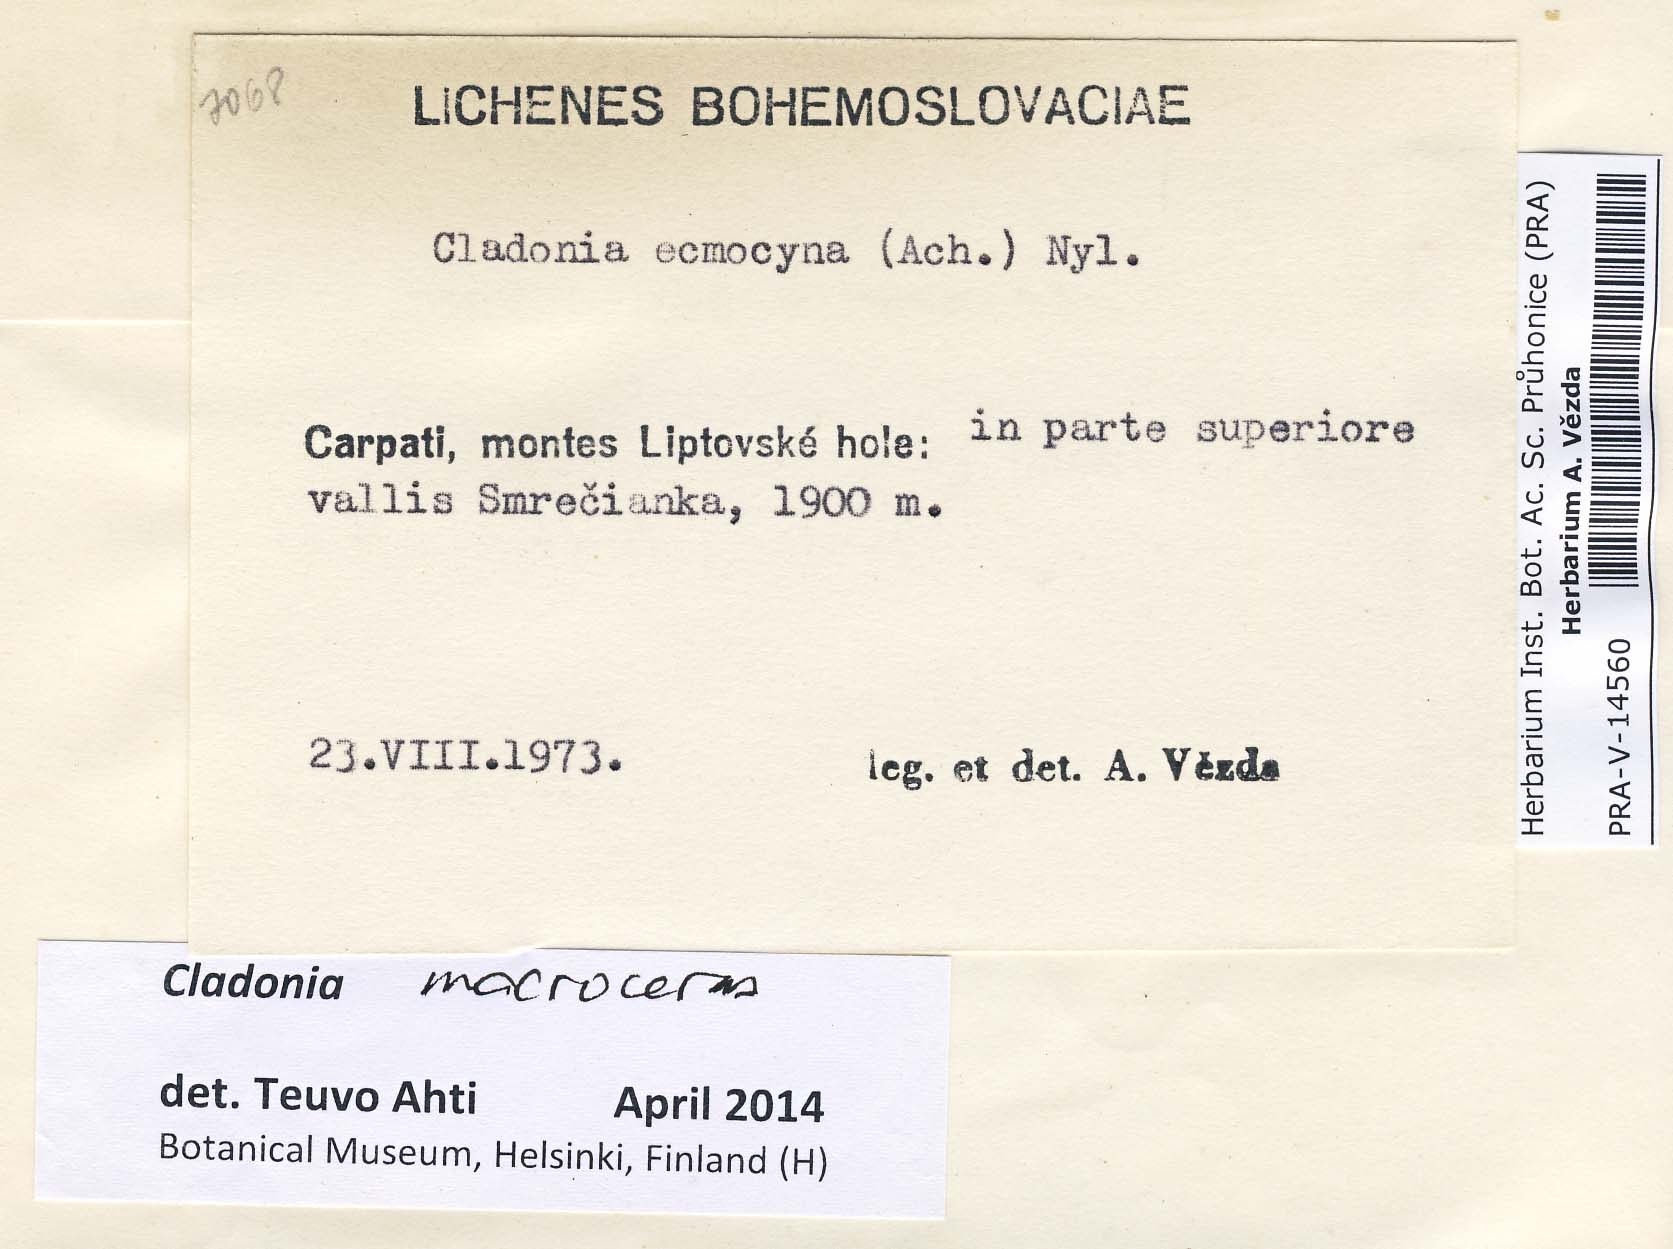 7068
LICHENES BOHEMOSLOVACIAE
Cladonia ecmocyna (Ach.) Nyl.
Carpati, montes Liptovské hole: in parte superiore
vallis Smrečianka, 1900 m.
23.VIII.1973. leg. et det. A. Vězda
Herbarium Inst. Bot. Ac. Sc. Průhonice (PRA)
Herbarium A. Vězda
PRA-V-14560
Cladonia macroceras
det. Teuvo Ahti April 2014
Botanical Museum, Helsinki, Finland (H)